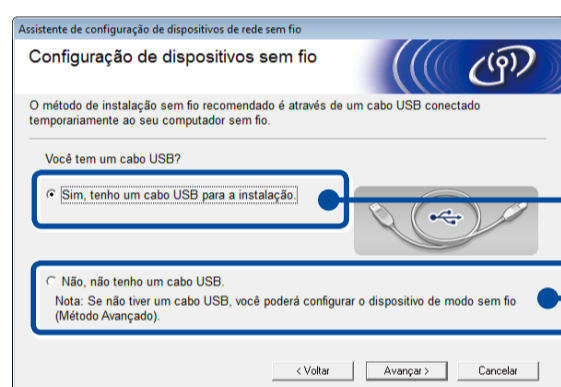 Assistente de configuração de dispositivos de rede sem fio
Configuração de dispositivos sem fio
O método de instalação sem fio recomendado é através de um cabo USB conectado
temporariamente ao seu computador sem fio.
Você tem um cabo USB?
Sim, tenho um cabo USB para a instalação.
Não, não tenho um cabo USB.
Nota: Se não tiver um cabo USB, você poderá configurar o dispositivo de modo sem fio
(Método Avançado).
< Voltar Avançar > Cancelar